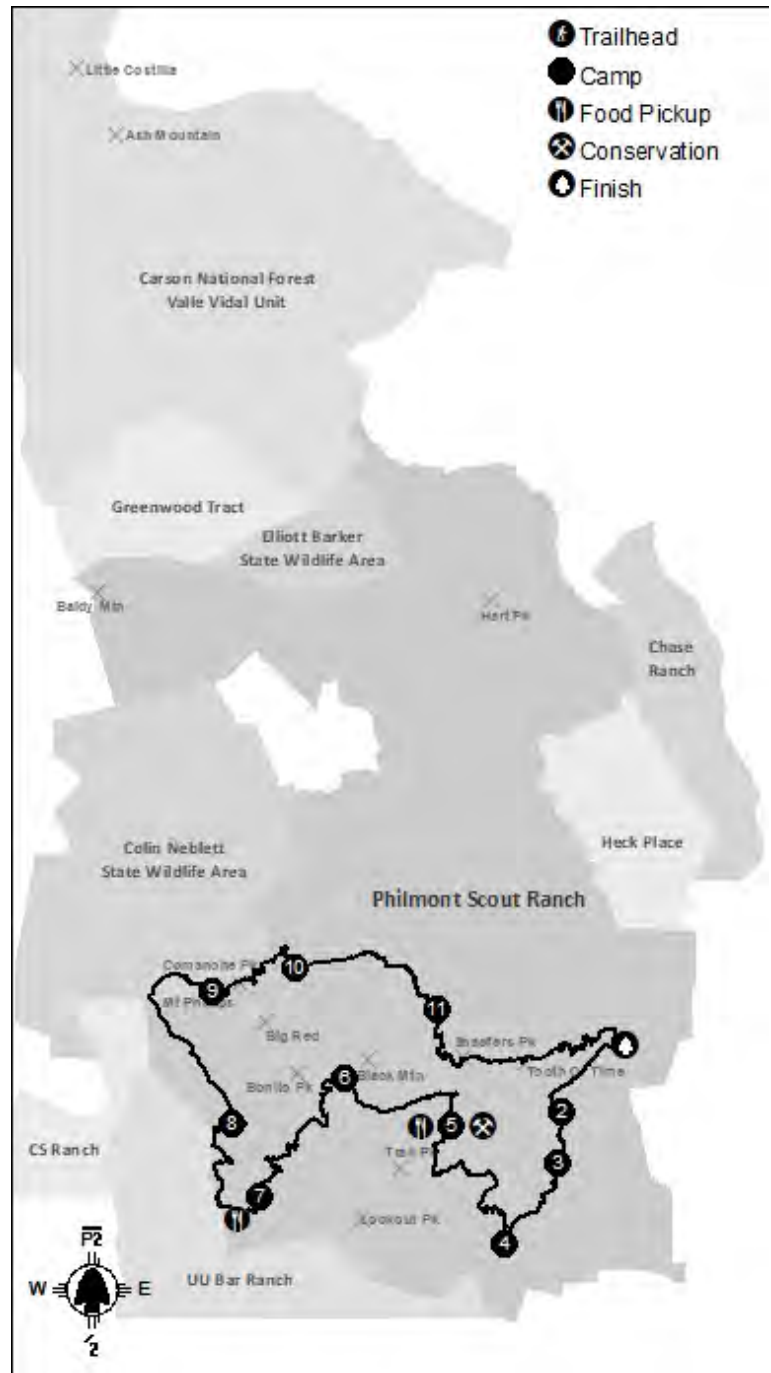 Trailhead
Camp
Food Pickup
Conservation
Finish
Little Costilla
Ash Mountain
Carson National Forest
Valle Vidal Unit
Greenwood Tract
Elliott Barker
State Wildlife Area
Baldy Mtn
Hart Pk
Chase
Ranch
Colin Neblett
State Wildlife Area
Heck Place
Philmont Scout Ranch
Comanche Pk
10
9
Mt Phillips
11
Big Red
Shaefers Pk
Tooth Of Time
Black Mtn
6
Bonito Pk
2
8
5
CS Ranch
Trail Pk
3
7
Lookout Pk
4
UU Bar Ranch
W
E